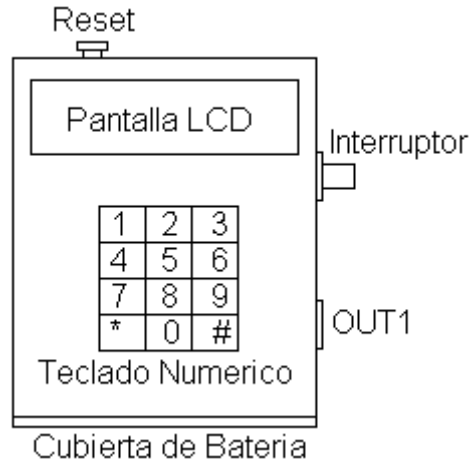 Reset
Pantalla LCD
Interruptor
1 2 3
4 5 6
7 8 9
* 0 #
OUT1
Teclado Numerico
Cubierta de Bateria